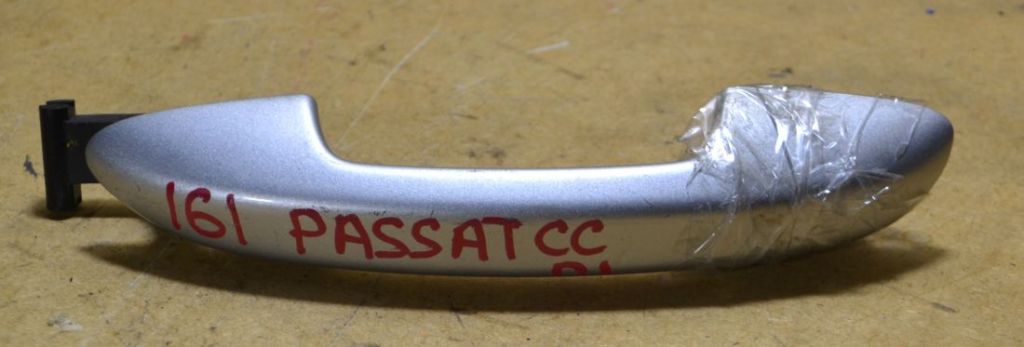 161 PASSAT CC